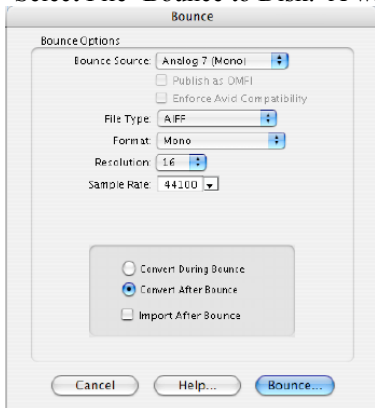 Select File "Bounce to Disk." A w
Bounce
Bounce Options
Bounce Source: Analog 7 (Mono)
Publish as OMFI
Enforce Avid Compatibility
File Type: AIFF
Format: Mono
Resolution: 16
Sample Rate: 44100
Convert During Bounce
Convert After Bounce
Import After Bounce
Cancel Help... Bounce...